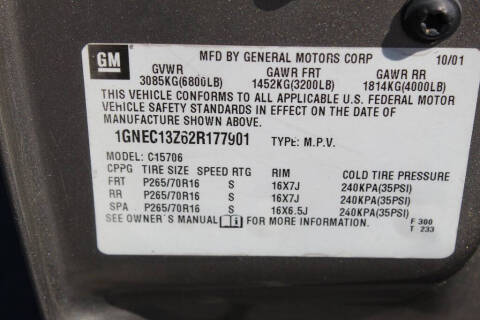 GM MFD BY GENERAL MOTORS CORP 10/01
GVWR GAWR FRT GAWR RR
3085KG(6800LB) 1452KG(3200LB) 1814KG(4000LB)
THIS VEHICLE CONFORMS TO ALL APPLICABLE U.S. FEDERAL MOTOR
VEHICLE SAFETY STANDARDS IN EFFECT ON THE DATE OF
MANUFACTURE SHOWN ABOVE.
1GNEC13Z62R177901 TYPE: M.P.V.
MODEL: C15706
CPPG TIRE SIZE SPEED RTG RIM COLD TIRE PRESSURE
FRT P265/70R16 S 16X7J 240KPA(35PSI)
RR P265/70R16 S 16X7J 240KPA(35PSI)
SPA P265/70R16 S 16X6.5J 240KPA(35PSI)
SEE OWNER'S MANUAL i FOR MORE INFORMATION. F 300
T 233